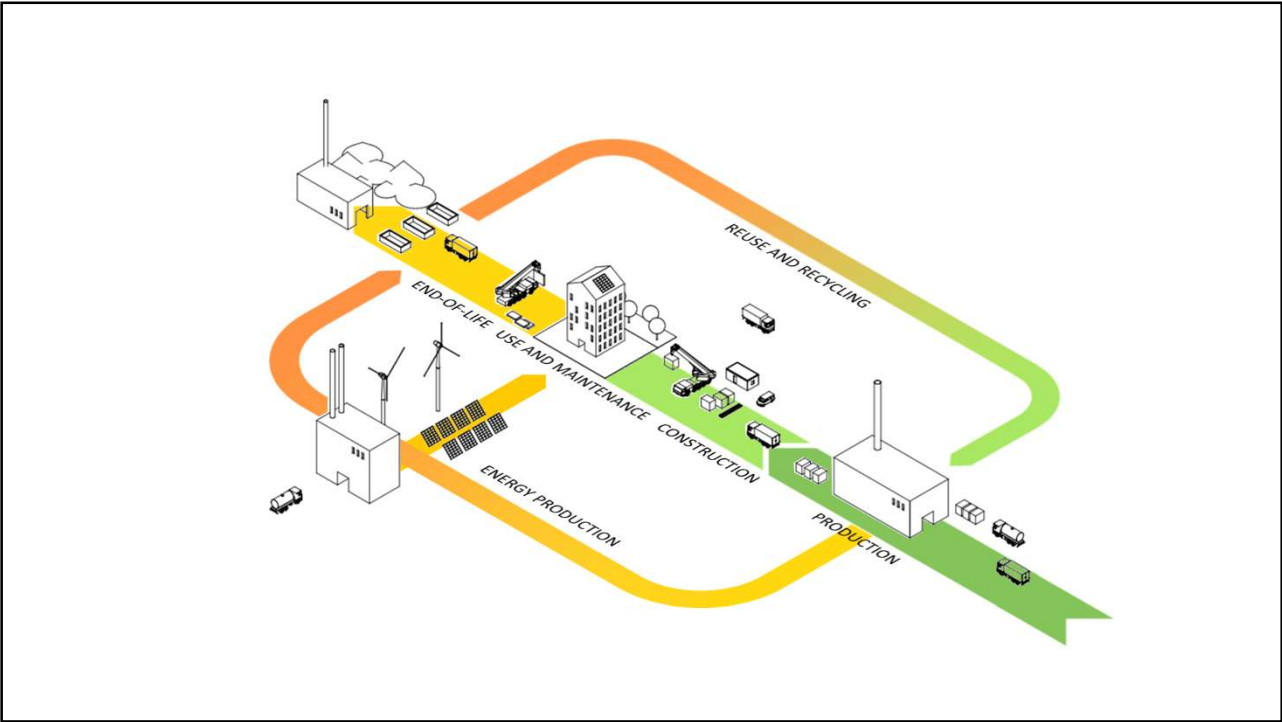 REUSE AND RECYCLING
END-OF-LIFE
USE AND MAINTENANCE
CONSTRUCTION
ENERGY PRODUCTION
PRODUCTION